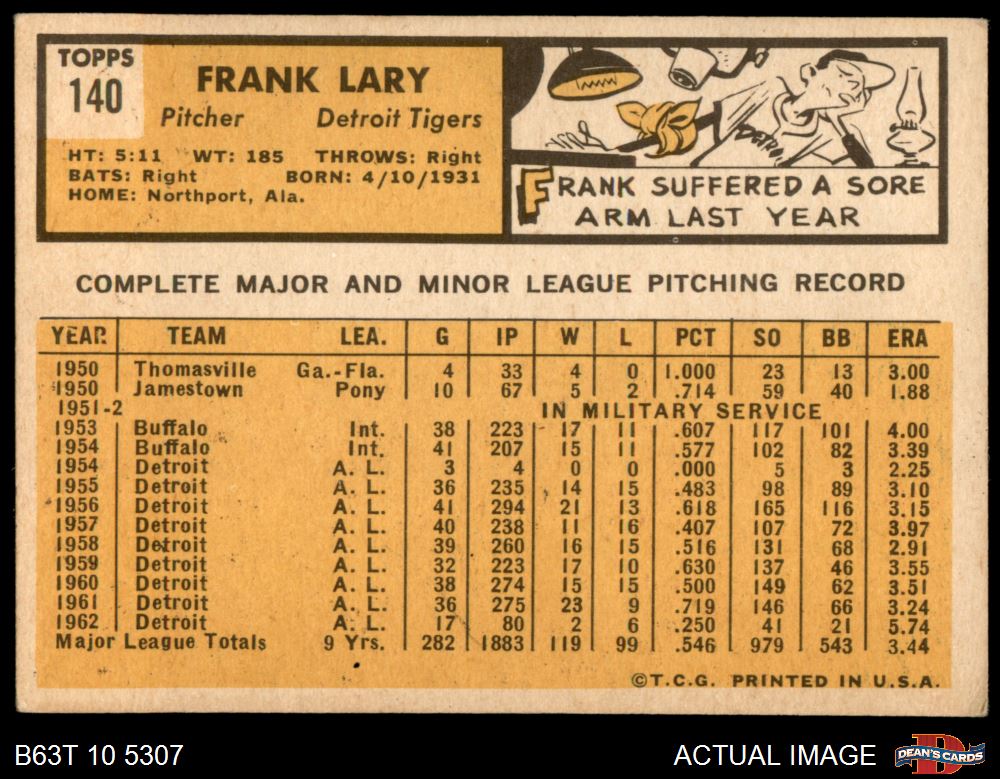 TOPPS
140
FRANK LARY
Pitcher Detroit Tigers
HT: 5:11 WT: 185 THROWS: Right
BATS: Right BORN: 4/10/1931
HOME: Northport, Ala.
DETROIT
FRANK SUFFERED A SORE
ARM LAST YEAR
COMPLETE MAJOR AND MINOR LEAGUE PITCHING RECORD
YEAR TEAM LEA. G IP W L PCT SO BB ERA
1950 Thomasville Ga.-Fla. 4 33 4 0 1.000 23 13 3.00
1950 Jamestown Pony 10 67 5 2 .714 59 40 1.88
1951-2 IN MILITARY SERVICE
1953 Buffalo Int. 38 223 17 11 .607 117 101 4.00
1954 Buffalo Int. 41 207 15 11 .577 102 82 3.39
1954 Detroit A. L. 3 4 0 0 .000 5 3 2.25
1955 Detroit A. L. 36 235 14 15 .483 98 89 3.10
1956 Detroit A. L. 41 294 21 13 .618 165 116 3.15
1957 Detroit A. L. 40 238 11 16 .407 107 72 3.97
1958 Detroit A. L. 39 260 16 15 .516 131 68 2.91
1959 Detroit A. L. 32 223 17 10 .630 137 46 3.55
1960 Detroit A. L. 38 274 15 15 .500 149 62 3.51
1961 Detroit A. L. 36 275 23 9 .719 146 66 3.24
1962 Detroit A. L. 17 80 2 6 .250 41 21 5.74
Major League Totals 9 Yrs. 282 1883 119 99 .546 979 543 3.44
©T.C.G. PRINTED IN U.S.A.
B63T 10 5307 ACTUAL IMAGE DEAN'S CARDS